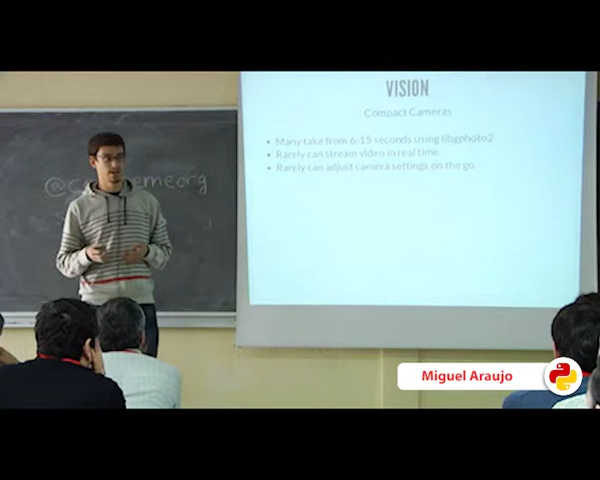 VISION
Compact Cameras
Many take from 6-15 seconds using libgphoto2
Rarely can stream video in real time
Rarely can adjust camera settings on the go.
Miguel Araujo